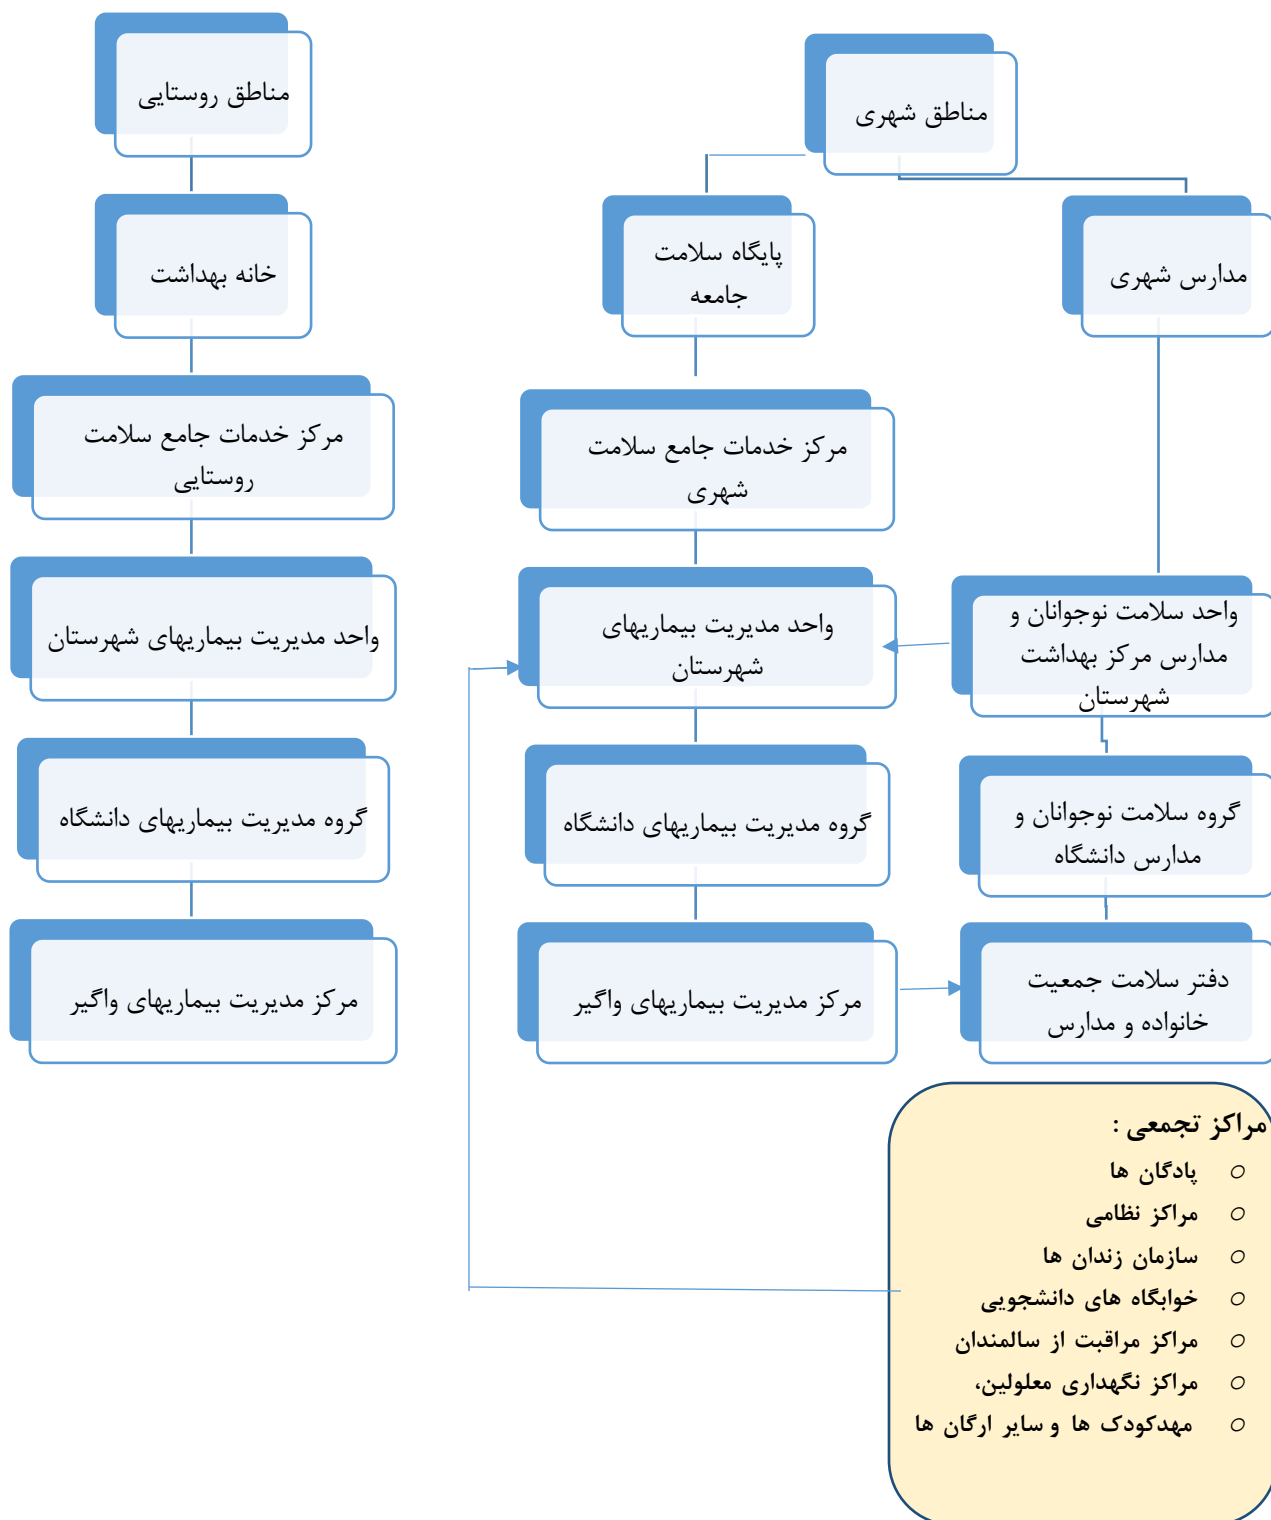 مناطق روستایی
خانه بهداشت
مرکز خدمات جامع سلامت
روستایی
واحد مدیریت بیماریهای شهرستان
گروه مدیریت بیماریهای دانشگاه
مرکز مدیریت بیماریهای واگیر
مناطق شهری
پایگاه سلامت
جامعه
مرکز خدمات جامع سلامت
شهری
واحد مدیریت بیماریهای
شهرستان
گروه مدیریت بیماریهای دانشگاه
مرکز مدیریت بیماریهای واگیر
مدارس شهری
واحد سلامت نوجوانان و
مدارس مرکز بهداشت
شهرستان
گروه سلامت نوجوانان و
مدارس دانشگاه
دفتر سلامت جمعیت
خانواده و مدارس
مراکز تجمعی :
○ پادگان ها
○ مراکز نظامی
○ سازمان زندان ها
○ خوابگاه های دانشجویی
○ مراکز مراقبت از سالمندان
○ مراکز نگهداری معلولین،
○ مهدکودک ها و سایر ارگان ها